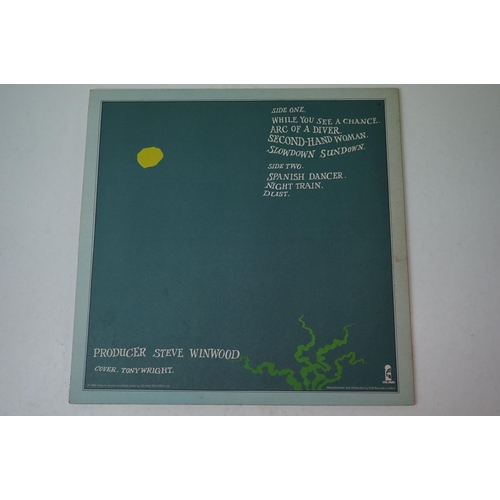 SIDE ONE.
WHILE YOU SEE A CHANCE.
ARC OF A DIVER.
SECOND-HAND WOMAN.
SLOWDOWN SUNDOWN.
SIDE TWO.
SPANISH DANCER.
NIGHT TRAIN.
DUST.
PRODUCER STEVE WINWOOD
COVER. TONY WRIGHT.